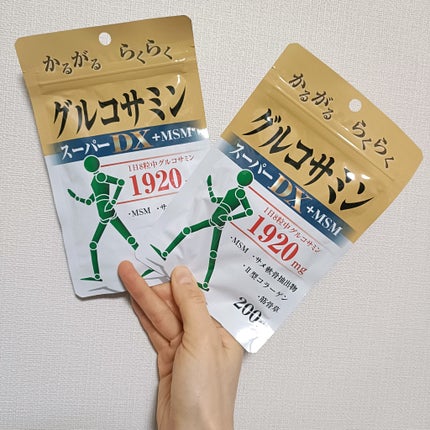 かるがる らくらく
グルコサミン
スーパーDX+MSM
1日8粒中グルコサミン
1920
・MSM ・サ
かるがる らくらく
グルコサミン
スーパーDX+MSM
1日8粒中グルコサミン
1920mg
・MSM ・サメ軟骨抽出物
・II型コラーゲン
・筋骨草
200